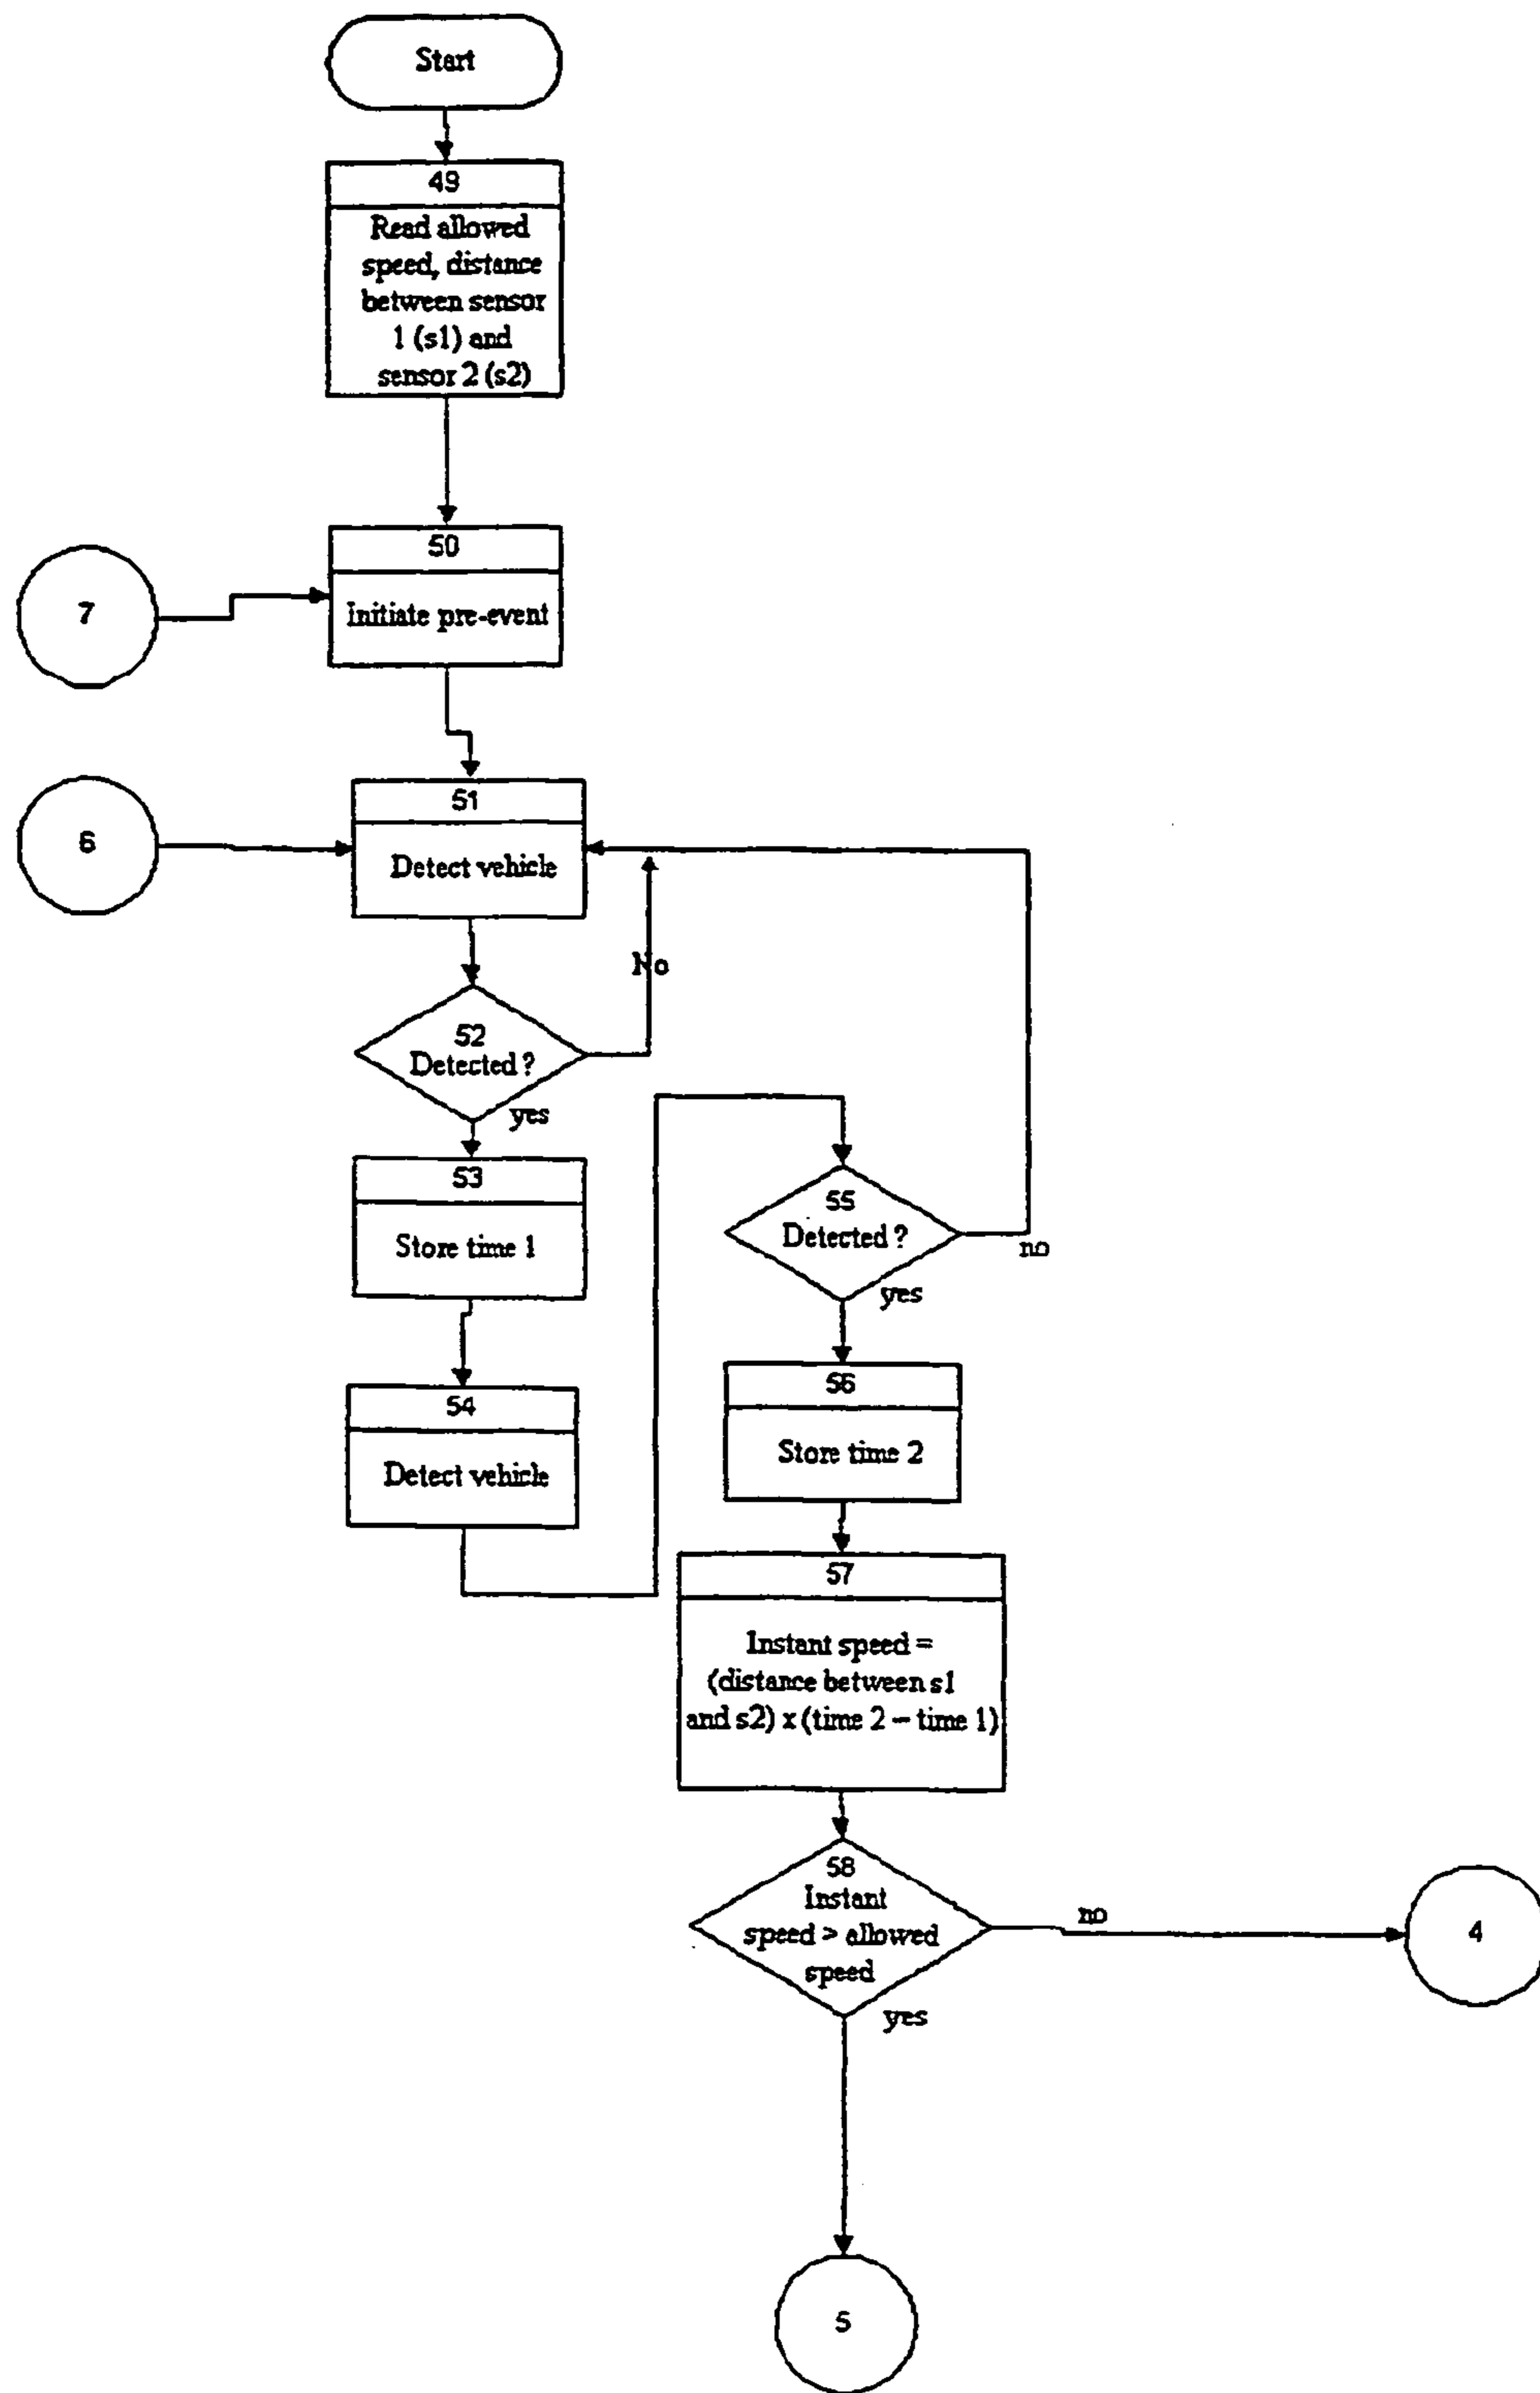 Start
49
Read allowed
speed, distance
between sensor
1 (s1) and
sensor 2 (s2)
50
Initiate pre-event
7
51
Detect vehicle
6
No
52
Detected ?
yes
53
Store time 1
54
Detect vehicle
55
Detected ?
no
yes
56
Store time 2
57
Instant speed =
(distance between s1
and s2) x (time 2 – time 1)
58
Instant
speed > allowed
speed
no
4
yes
5